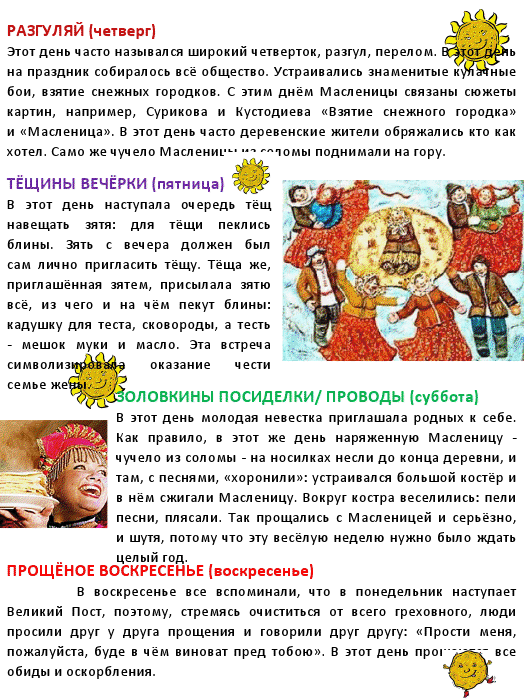 РАЗГУЛЯЙ (четверг)
Этот день часто назывался широкий четверток, разгул, перелом. В этот день
на праздник собиралось всё общество. Устраивались знаменитые кулачные
бои, взятие снежных городков. С этим днём Масленицы связаны сюжеты
картин, например, Сурикова и Кустодиева «Взятие снежного городка»
и «Масленица». В этот день часто деревенские жители обряжались кто как
хотел. Само же чучело Масленицы из соломы поднимали на гору.
ТЁЩИНЫ ВЕЧЁРКИ (пятница)
В этот день наступала очередь тёщ
навещать зятя: для тёщи пеклись
блины. Зять с вечера должен был
сам лично пригласить тёщу. Тёща же,
приглашённая зятем, присылала зятю
всё, из чего и на чём пекут блины:
кадушку для теста, сковороды, а тесть
- мешок муки и масло. Эта встреча
символизировала оказание чести
семье жены.
ЗОЛОВКИНЫ ПОСИДЕЛКИ/ ПРОВОДЫ (суббота)
В этот день молодая невестка приглашала родных к себе.
Как правило, в этот же день наряженную Масленицу -
чучело из соломы - на носилках несли до конца деревни, и
там, с песнями, «хоронили»: устраивался большой костёр и
в нём сжигали Масленицу. Вокруг костра веселились: пели
песни, плясали. Так прощались с Масленицей и серьёзно,
и шутя, потому что эту весёлую неделю нужно было ждать
целый год.
ПРОЩЁНОЕ ВОСКРЕСЕНЬЕ (воскресенье)
В воскресенье все вспоминали, что в понедельник наступает
Великий Пост, поэтому, стремясь очиститься от всего греховного, люди
просили друг у друга прощения и говорили друг другу: «Прости меня,
пожалуйста, буде в чём виноват пред тобою». В этот день все
обиды и оскорбления.